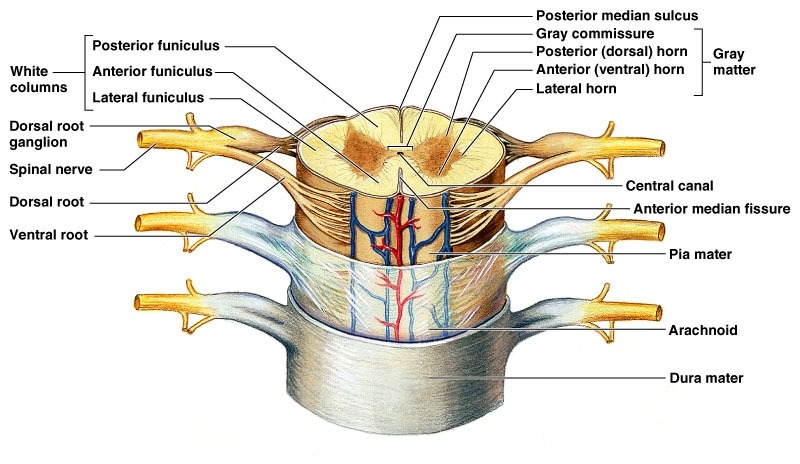 White
columns
Posterior funiculus
Anterior funiculus
Lateral funiculus
Dorsal root
ganglion
Spinal nerve
Dorsal root
Ventral root
Posterior median sulcus
Gray commissure
Posterior (dorsal) horn
Anterior (ventral) horn
Lateral horn
Gray
matter
Central canal
Anterior median fissure
Pia mater
Arachnoid
Dura mater